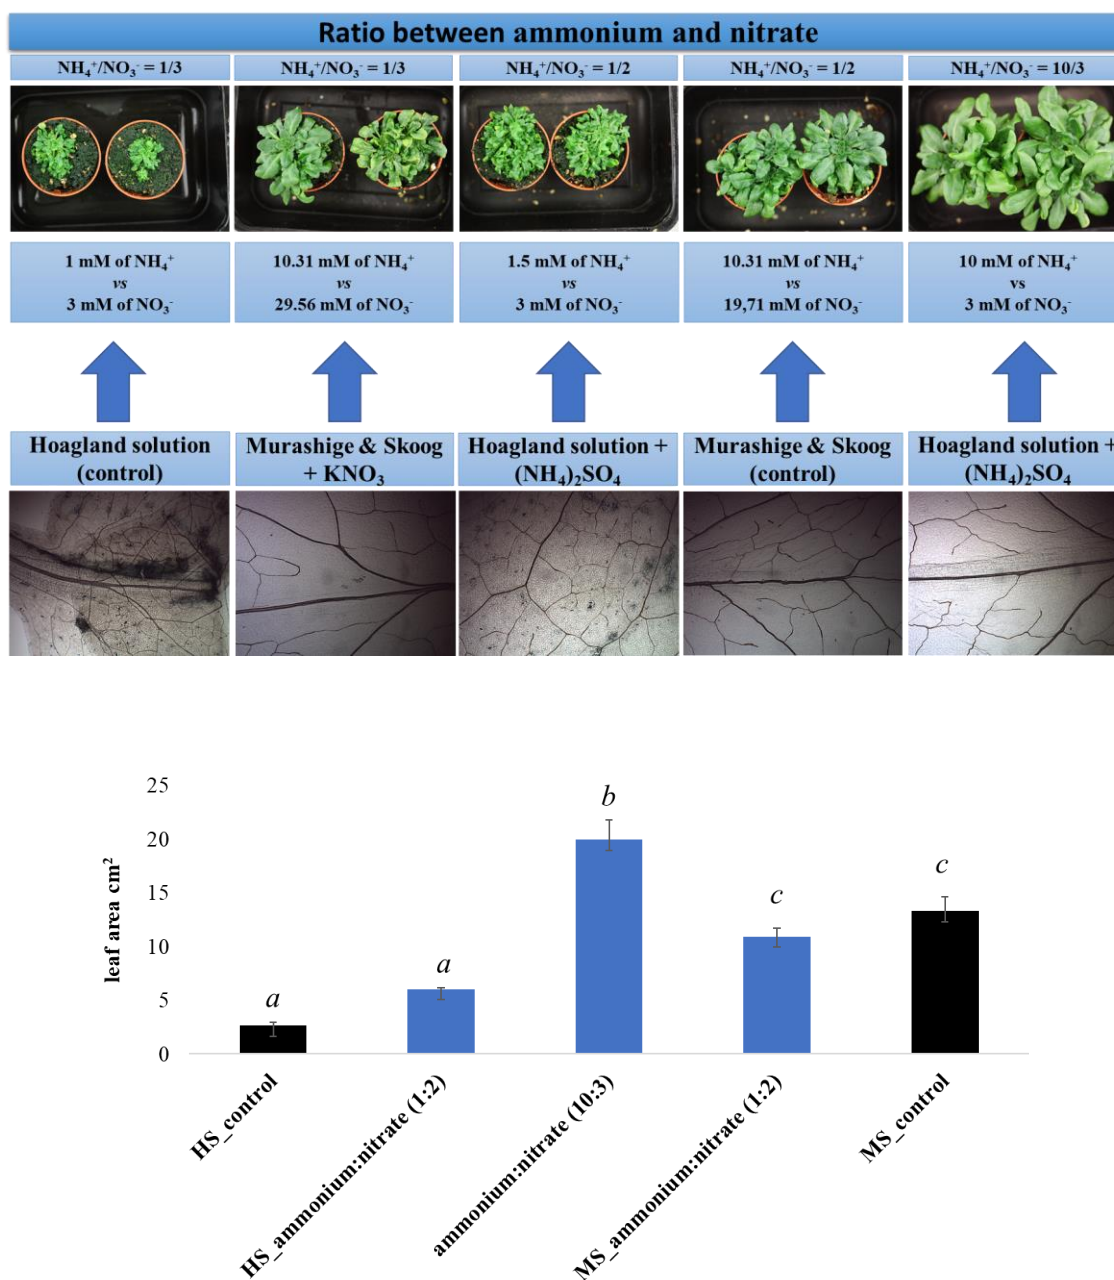 Ratio between ammonium and nitrate
NH₄⁺/NO₃⁻ = 1/3
NH₄⁺/NO₃⁻ = 1/3
NH₄⁺/NO₃⁻ = 1/2
NH₄⁺/NO₃⁻ = 1/2
NH₄⁺/NO₃⁻ = 10/3
1 mM of NH₄⁺
vs
3 mM of NO₃⁻
10.31 mM of NH₄⁺
vs
29.56 mM of NO₃⁻
1.5 mM of NH₄⁺
vs
3 mM of NO₃⁻
10.31 mM of NH₄⁺
vs
19,71 mM of NO₃⁻
10 mM of NH₄⁺
vs
3 mM of NO₃⁻
Hoagland solution
(control)
Murashige & Skoog
+ KNO₃
Hoagland solution +
(NH₄)₂SO₄
Murashige & Skoog
(control)
Hoagland solution +
(NH₄)₂SO₄
leaf area cm²
25
20
15
10
5
0
a
a
b
c
c
HS_control
HS_ammonium:nitrate (1:2)
ammonium:nitrate (10:3)
MS_ammonium:nitrate (1:2)
MS_control